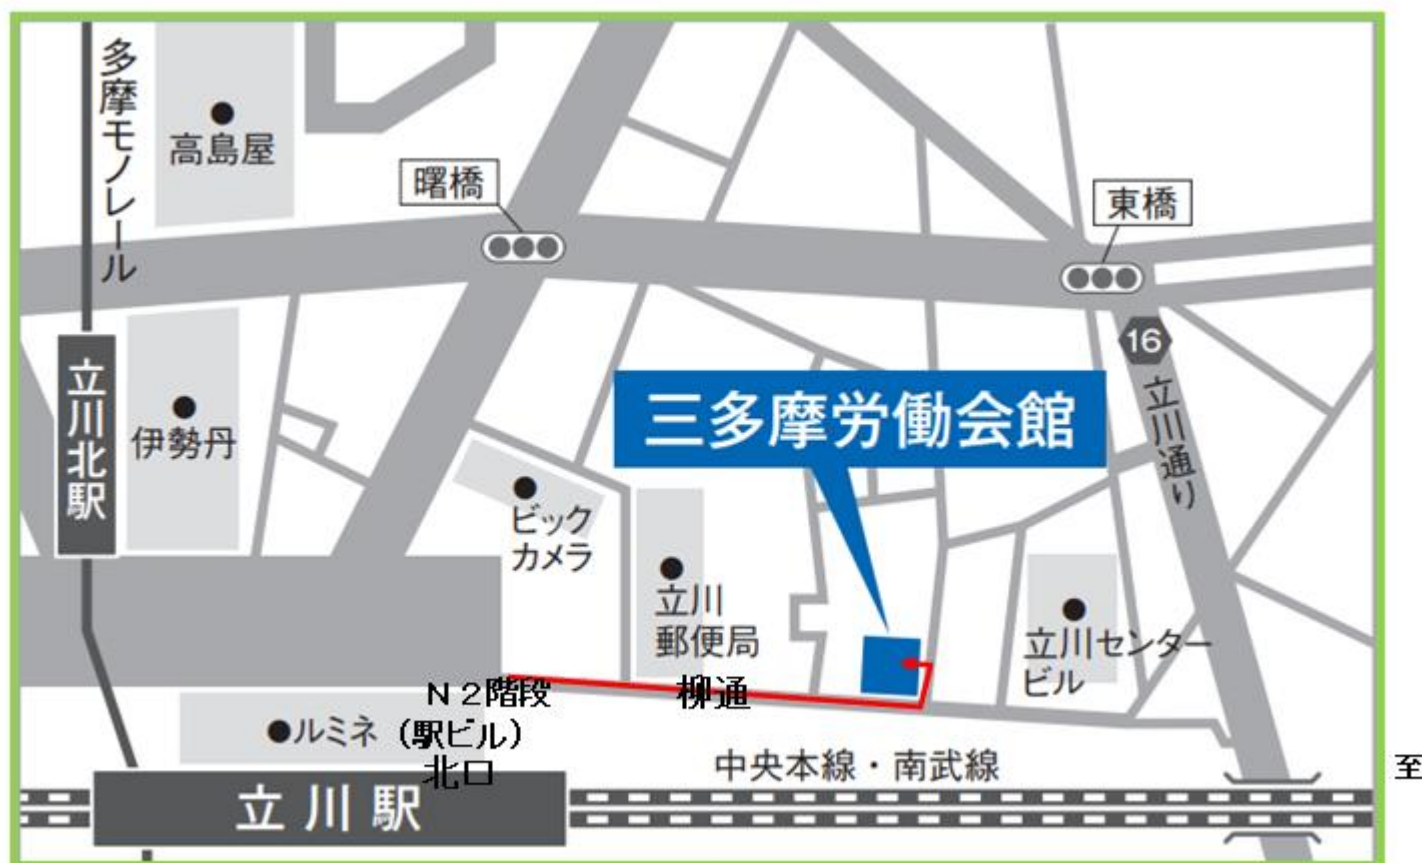 多摩モノレール
高島屋
曙橋
東橋
16
立川通り
立川北駅
伊勢丹
三多摩労働会館
ビック
カメラ
立川
郵便局
立川センター
ビル
N2階段
柳通
●ルミネ
(駅ビル)
北口
中央本線・南武線
至
立川駅